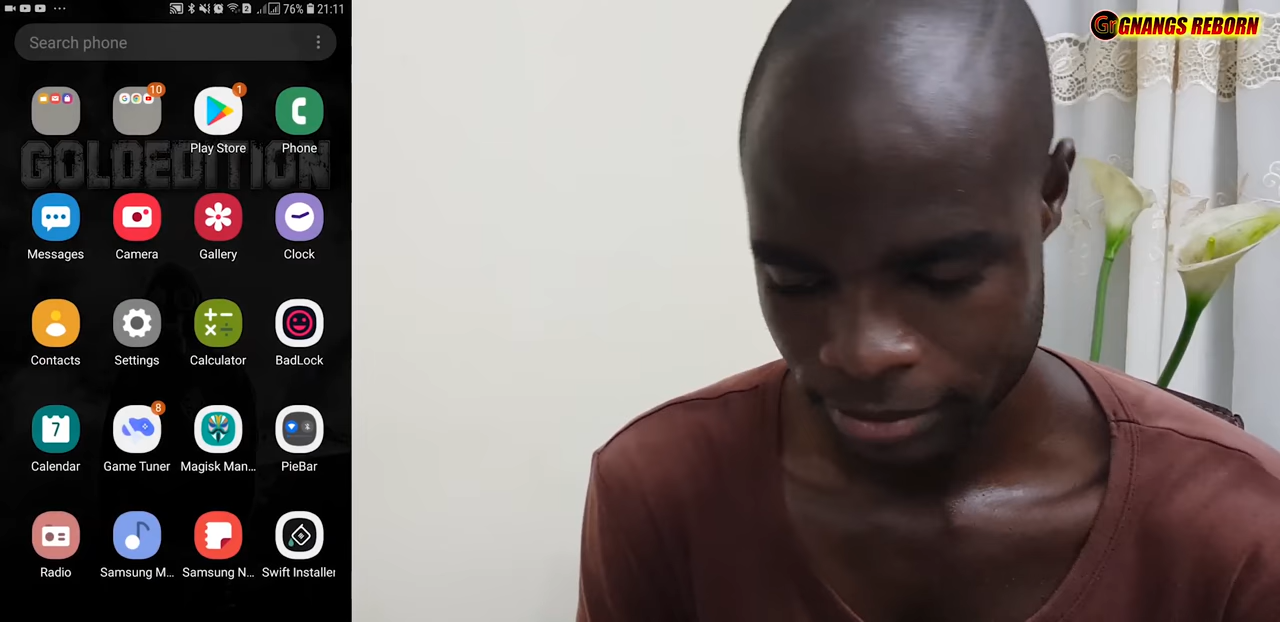 76% 21:11
Search phone
10
1
Play Store
Phone
GOLDEDITION
Messages
Camera
Gallery
Clock
Contacts
Settings
Calculator
BadLock
7
8
Calendar
Game Tuner
Magisk Man...
PieBar
Radio
Samsung M...
Samsung N...
Swift Installer
Gr GNANGS REBORN